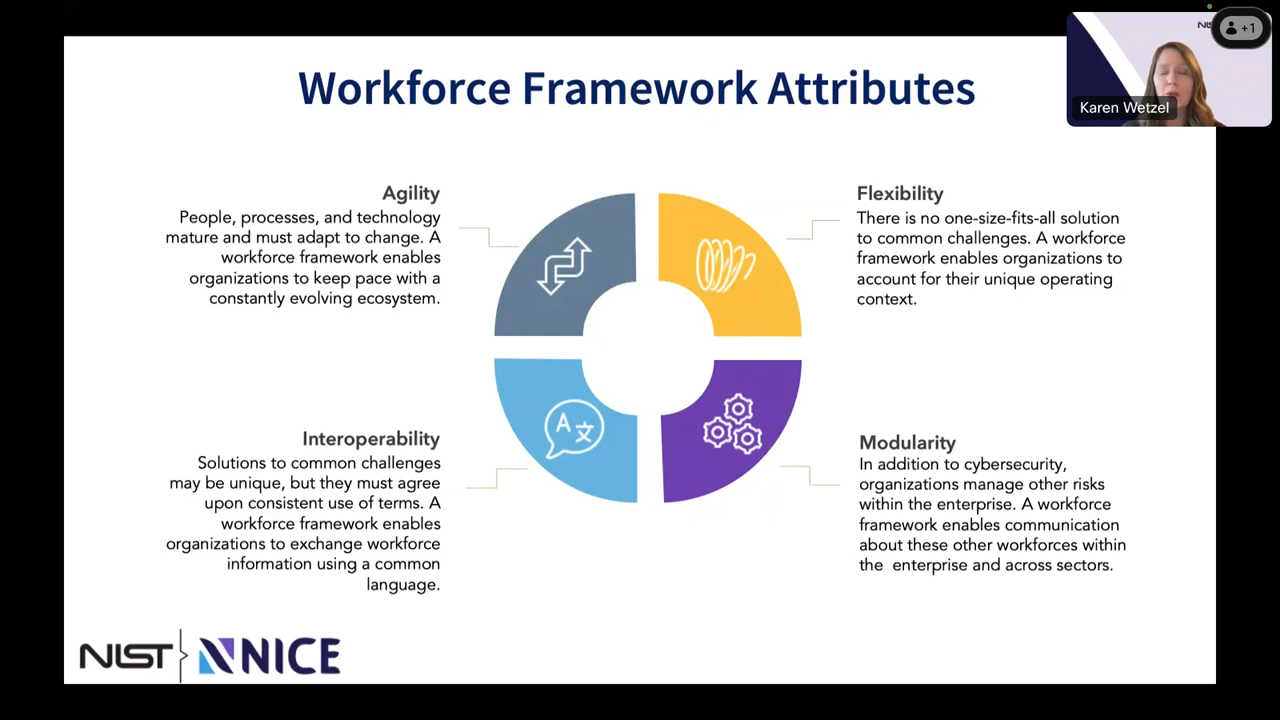 Workforce Framework Attributes
NIS
+1
Karen Wetzel
Agility
People, processes, and technology
mature and must adapt to change. A
workforce framework enables
organizations to keep pace with a
constantly evolving ecosystem.
Flexibility
There is no one-size-fits-all solution
to common challenges. A workforce
framework enables organizations to
account for their unique operating
context.
A 文
Interoperability
Solutions to common challenges
may be unique, but they must agree
upon consistent use of terms. A
workforce framework enables
organizations to exchange workforce
information using a common
language.
Modularity
In addition to cybersecurity,
organizations manage other risks
within the enterprise. A workforce
framework enables communication
about these other workforces within
the  enterprise and across sectors.
NIST NICE